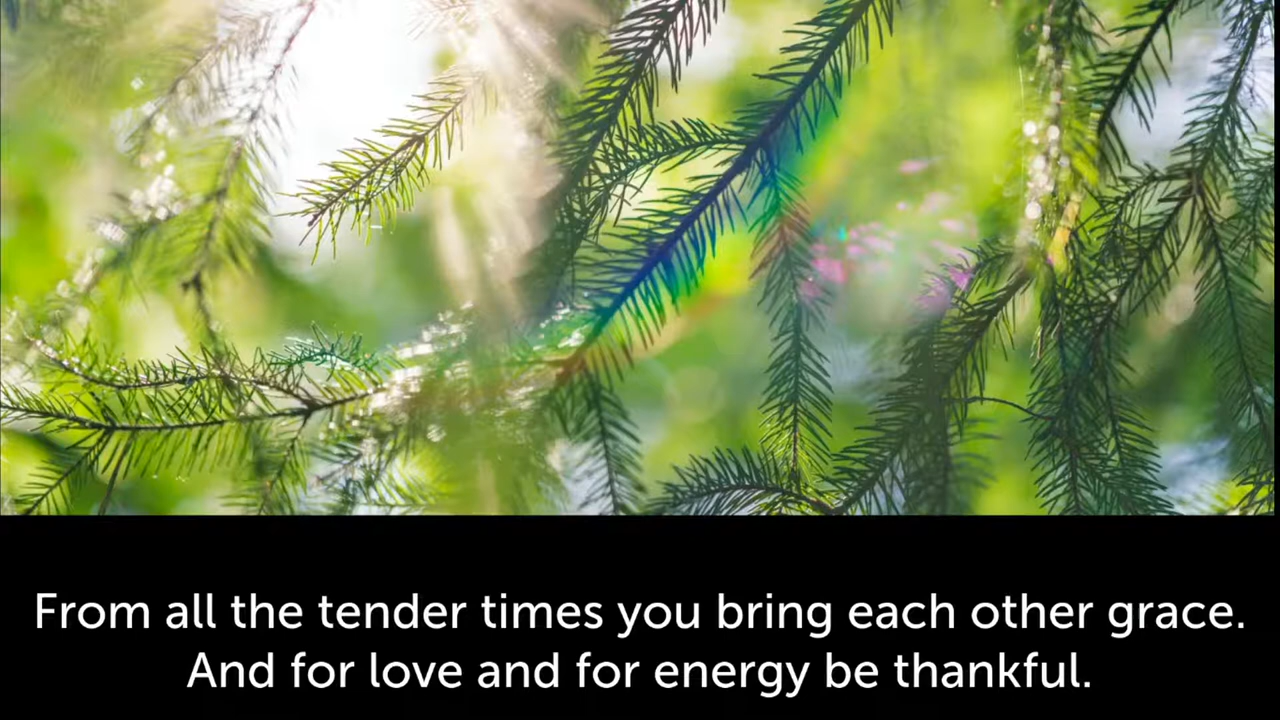 From all the tender times you bring each other grace.
And for love and for energy be thankful.